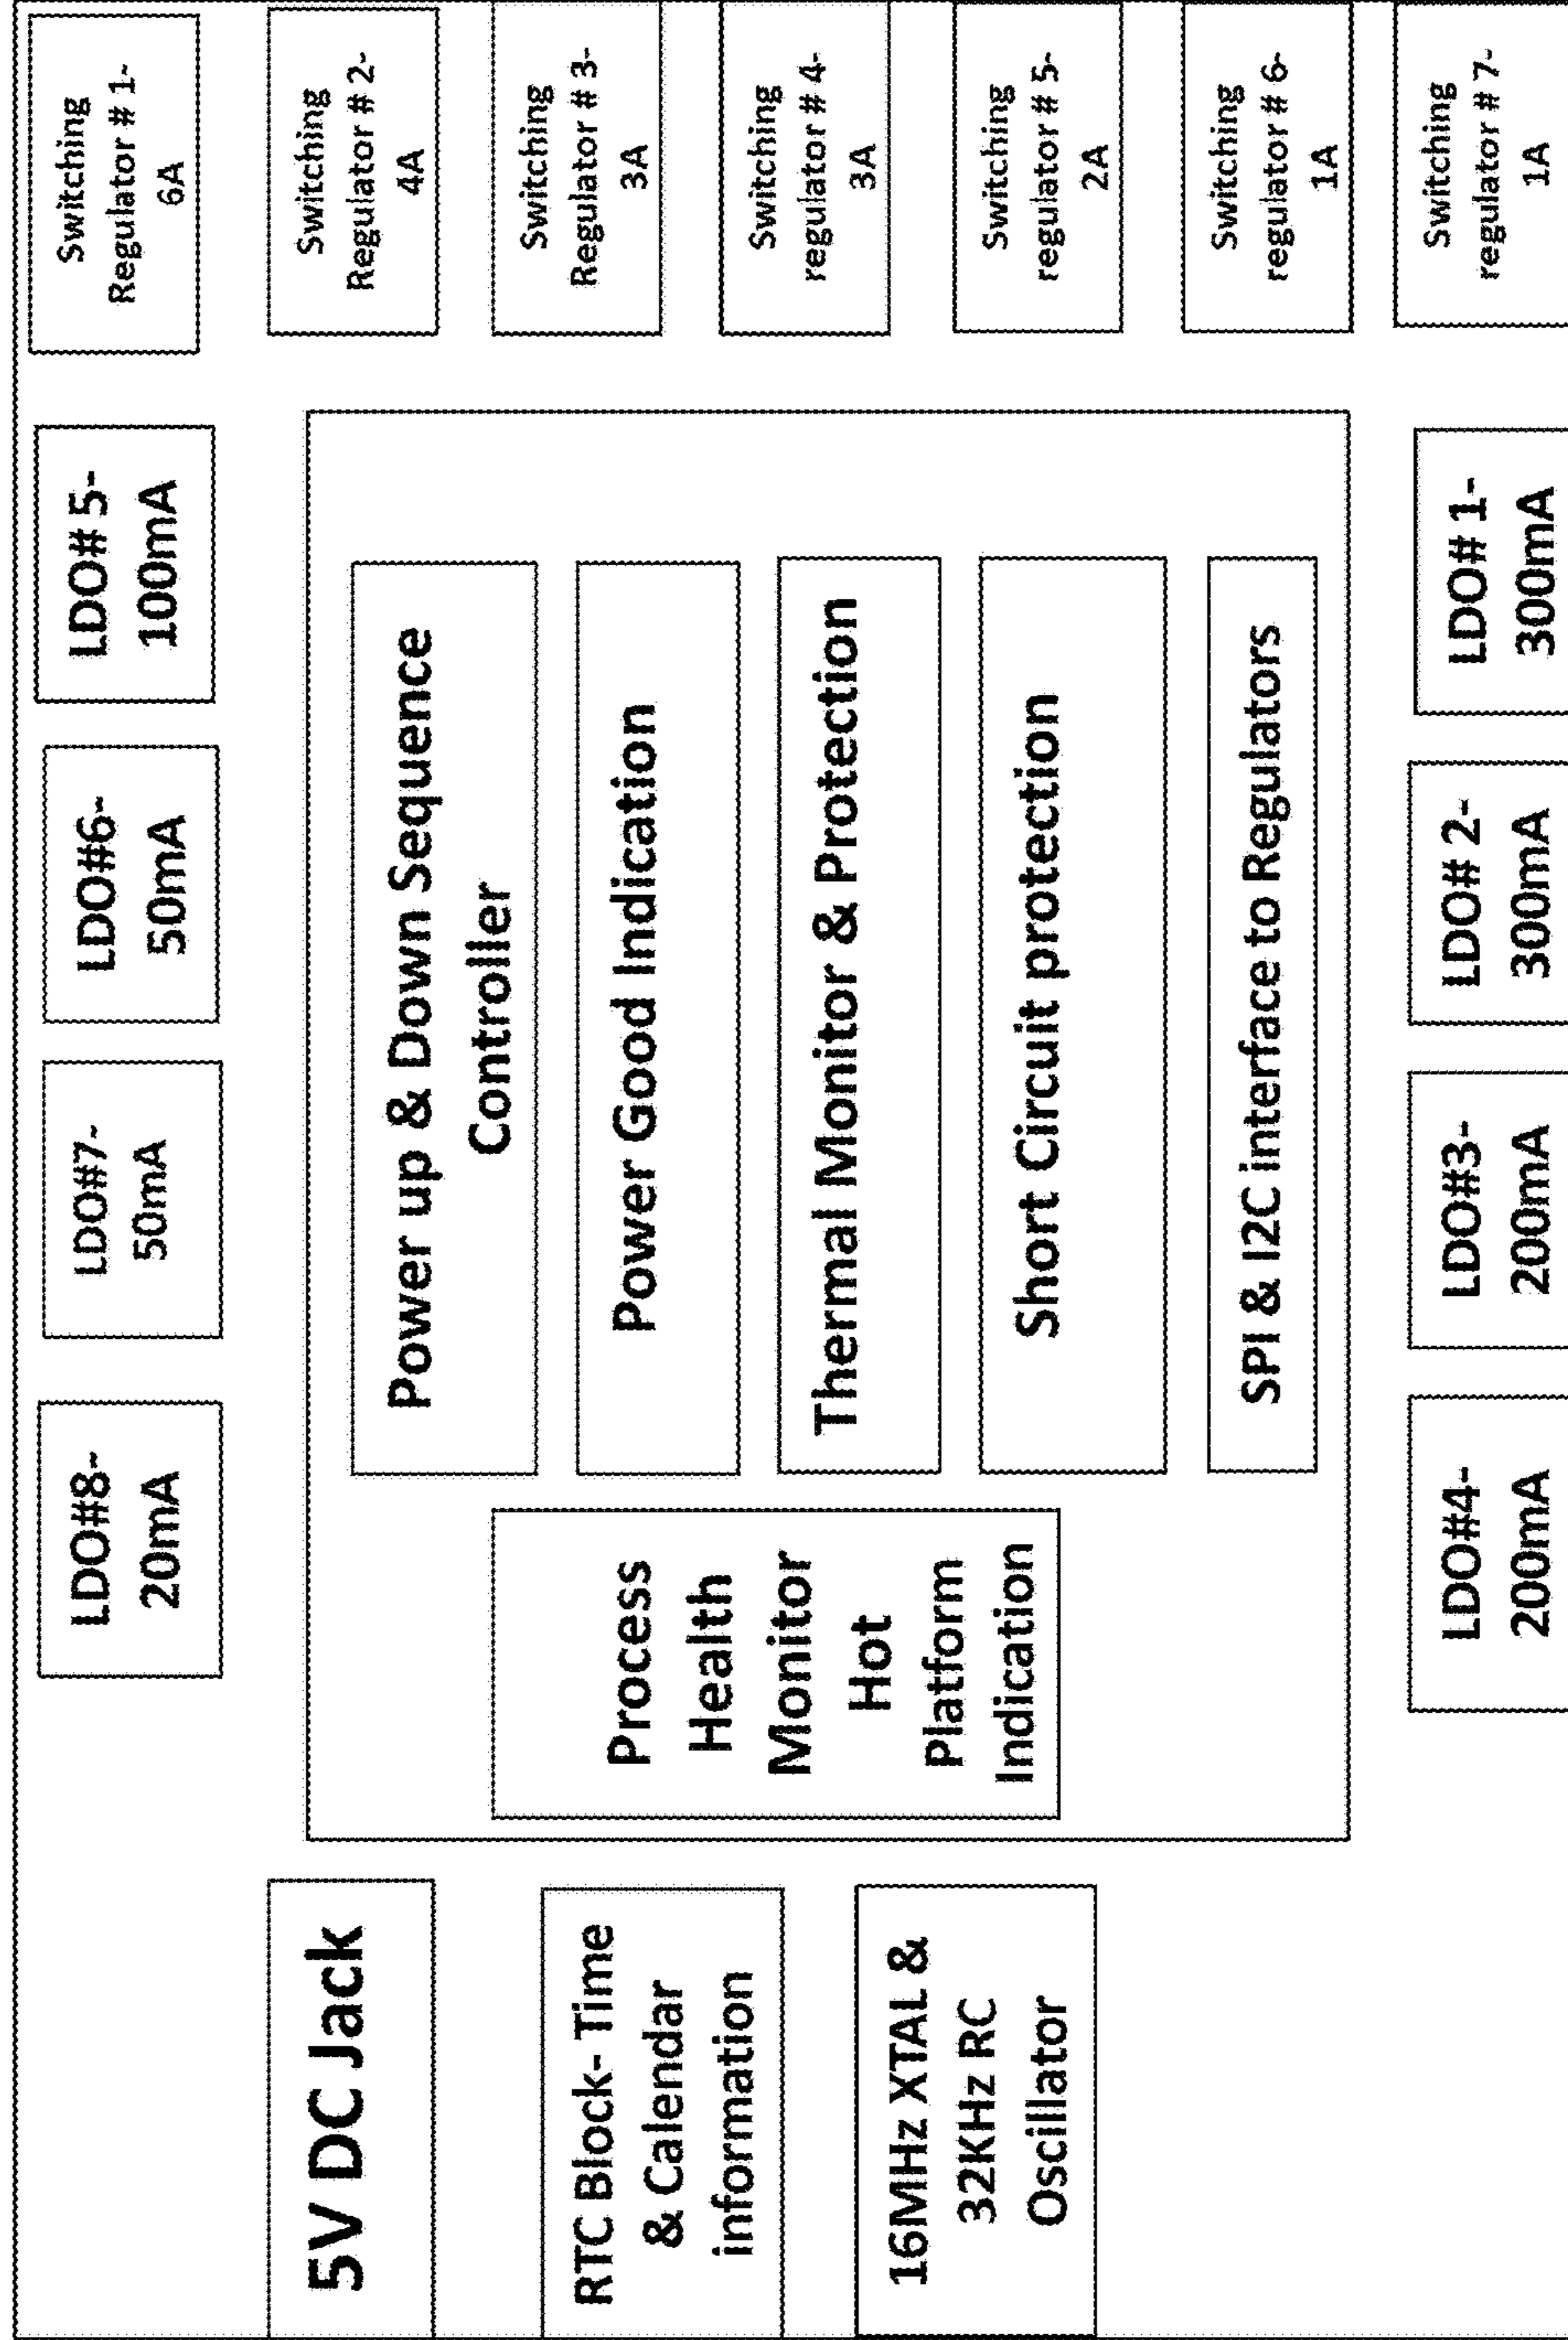 LDO#8-
20mA
LDO#7-
50mA
LDO#6-
50mA
LDO# 5-
100mA
Switching
Regulator # 1-
6A
5V DC Jack
RTC Block- Time
& Calendar
information
16MHz XTAL &
32KHz RC
Oscillator
Process
Health
Monitor
Hot
Platform
Indication
Power up & Down Sequence
Controller
Power Good Indication
Thermal Monitor & Protection
Short Circuit protection
SPI & I2C interface to Regulators
Switching
Regulator # 2-
4A
Switching
Regulator # 3-
3A
Switching
regulator # 4-
3A
Switching
regulator # 5-
2A
Switching
regulator # 6-
1A
Switching
regulator # 7-
1A
LDO#4-
200mA
LDO#3-
200mA
LDO# 2-
300mA
LDO# 1-
300mA